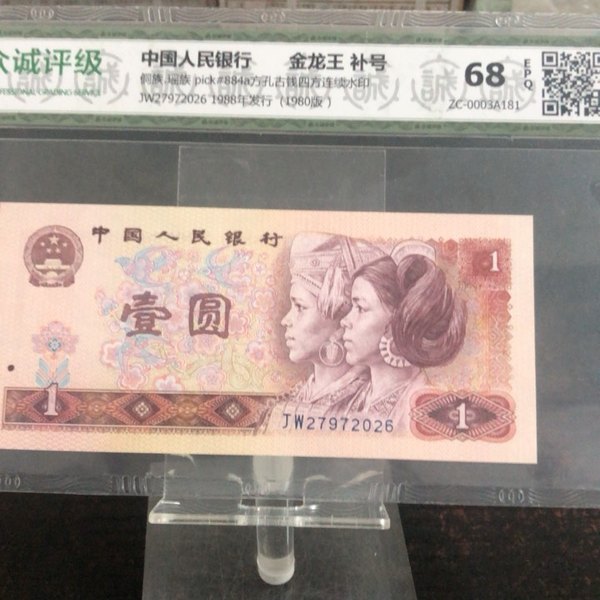 众诚评级
PROFESSIONAL GRADING SERVICE
中国人民银行 金龙王 补号
侗族.瑶族 pick#884a方孔古钱四方连续水印
JW27972026 1988年发行（1980版）
68
EPQ
ZC-0003A181
中国人民银行
壹圆
1
1
1
JW27972026